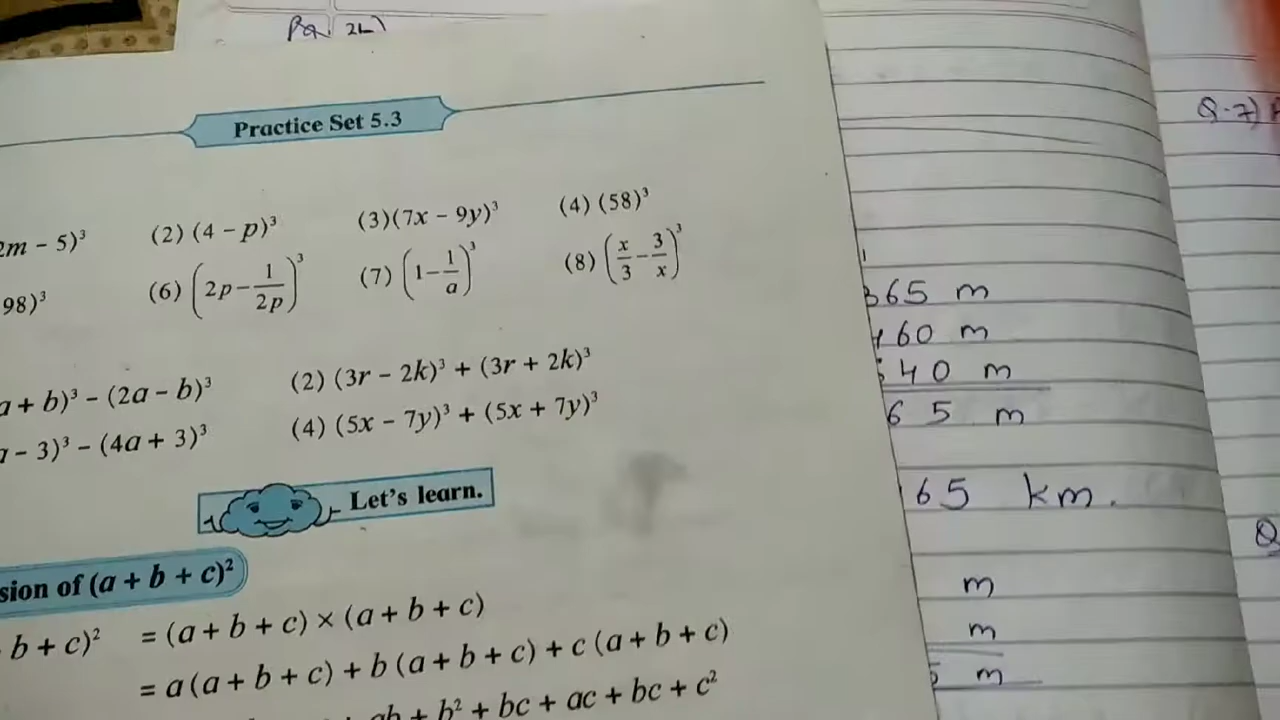 Practice Set 5.3
2m - 5)³ (2) (4 - p)³ (3)(7x - 9y)³ (4) (58)³
98)³ (6) (2p - 1/2p)³ (7) (1 - 1/a)³ (8) (x/3 - 3/x)³
a + b)³ - (2a - b)³ (2) (3r - 2k)³ + (3r + 2k)³
- 3)³ - (4a + 3)³ (4) (5x - 7y)³ + (5x + 7y)³
Let's learn.
sion of (a + b + c)²
b + c)² = (a + b + c) × (a + b + c)
= a (a + b + c) + b (a + b + c) + c (a + b + c)
ab + b² + bc + ac + bc + c²
365 m
60 m
40 m
65 m
65 km.
m
m
5 m
Q.7)
Q